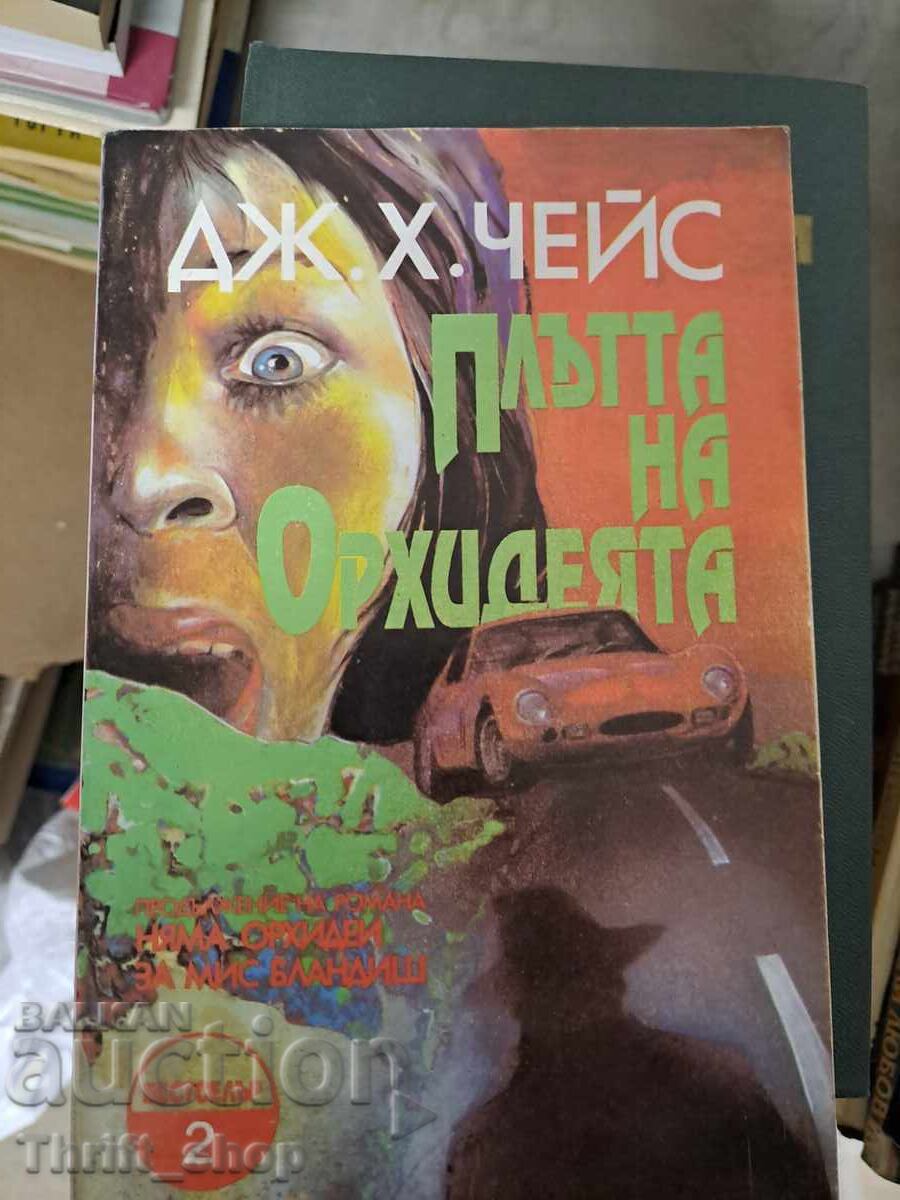 ДЖ. Х. ЧЕЙС
ПЛЪТТА
НА
ОРХИДЕЯТА
ПРОДЪЛЖЕНИЕ НА РОМАНА
НЯМА ОРХИДЕИ
ЗА МИС БЛАНДИШ
2
BALKAN
auction
Thrift_Shop